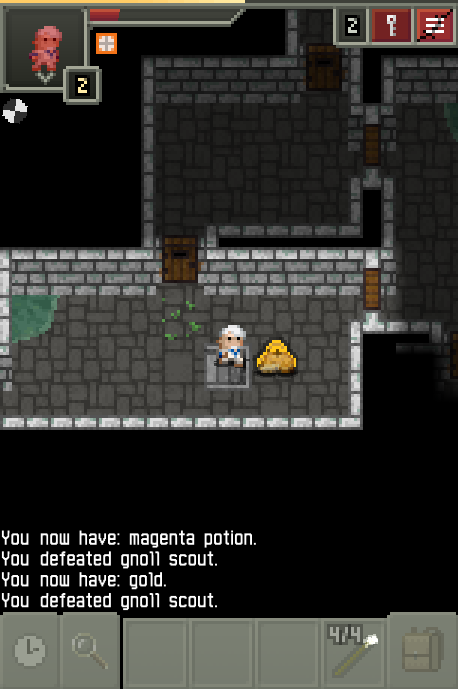 2
2
You now have: magenta potion.
You defeated gnoll scout.
You now have: gold.
You defeated gnoll scout.
4/4